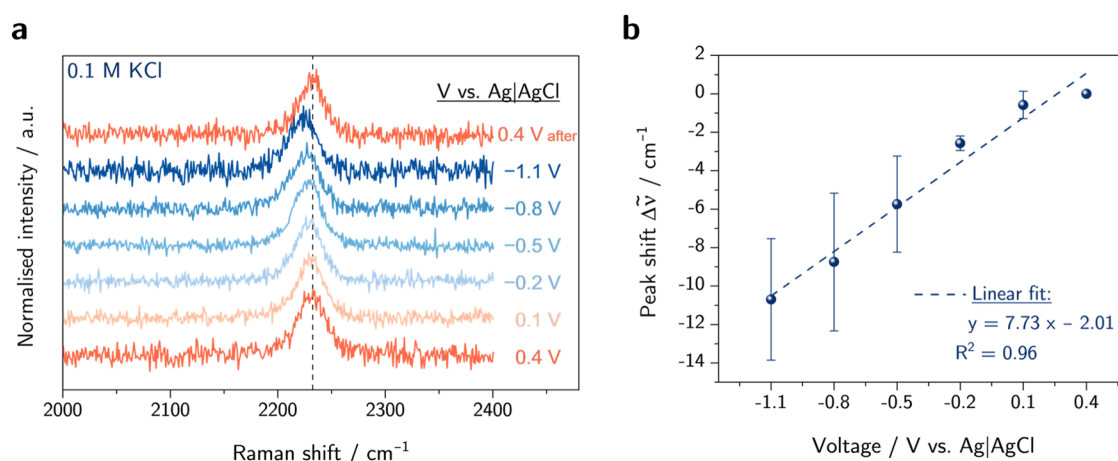 a
0.1 M KCl
V vs. Ag|AgCl
0.4 V after
−1.1 V
−0.8 V
−0.5 V
−0.2 V
0.1 V
0.4 V
Normalised intensity / a.u.
2000 2100 2200 2300 2400
Raman shift / cm⁻¹
b
2
0
-2
-4
-6
-8
-10
-12
-14
Peak shift Δν̃ / cm⁻¹
Linear fit:
y = 7.73 x − 2.01
R² = 0.96
-1.1 -0.8 -0.5 -0.2 0.1 0.4
Voltage / V vs. Ag|AgCl